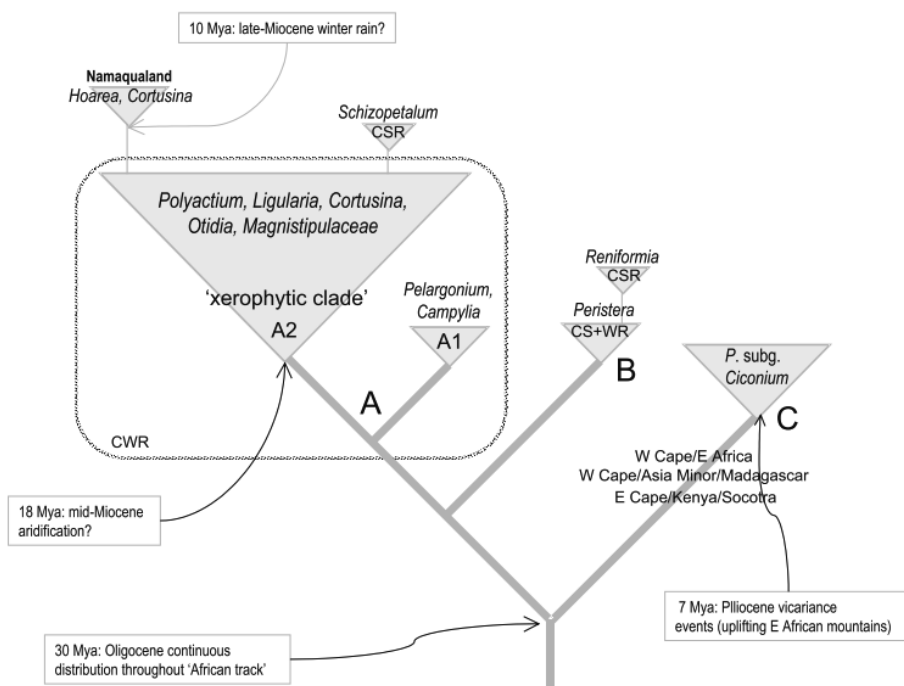 10 Mya: late-Miocene winter rain?
Namaqualand
Hoarea, Cortusina
Schizopetalum
CSR
Polyactium, Ligularia, Cortusina,
Otidia, Magnistipulaceae
'xerophytic clade'
A2
Pelargonium,
Campylia
A1
Reniformia
CSR
Peristera
CS+WR
B
P. subg.
Ciconium
C
A
CWR
W Cape/E Africa
W Cape/Asia Minor/Madagascar
E Cape/Kenya/Socotra
18 Mya: mid-Miocene
aridification?
7 Mya: Plliocene vicariance
events (uplifting E African mountains)
30 Mya: Oligocene continuous
distribution throughout 'African track'